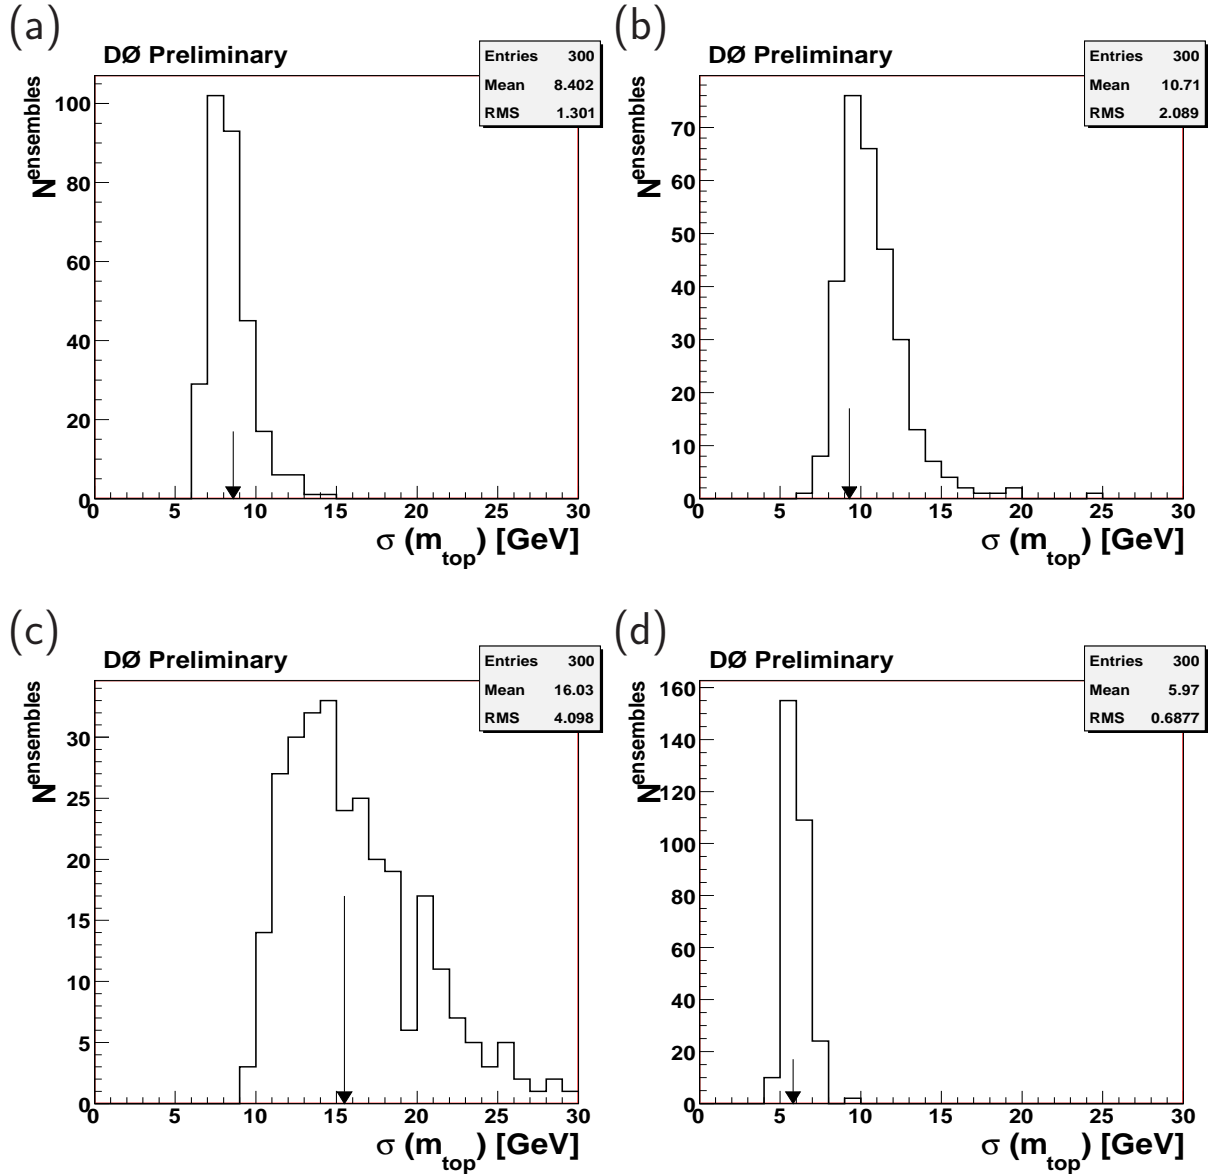 (a)
DØ Preliminary
Entries 300
Mean 8.402
RMS 1.301
N^ensembles
100
80
60
40
20
0
0 5 10 15 20 25 30
σ (m_top) [GeV]
(b)
DØ Preliminary
Entries 300
Mean 10.71
RMS 2.089
N^ensembles
70
60
50
40
30
20
10
0
0 5 10 15 20 25 30
σ (m_top) [GeV]
(c)
DØ Preliminary
Entries 300
Mean 16.03
RMS 4.098
N^ensembles
30
25
20
15
10
5
0
0 5 10 15 20 25 30
σ (m_top) [GeV]
(d)
DØ Preliminary
Entries 300
Mean 5.97
RMS 0.6877
N^ensembles
160
140
120
100
80
60
40
20
0
0 5 10 15 20 25 30
σ (m_top) [GeV]